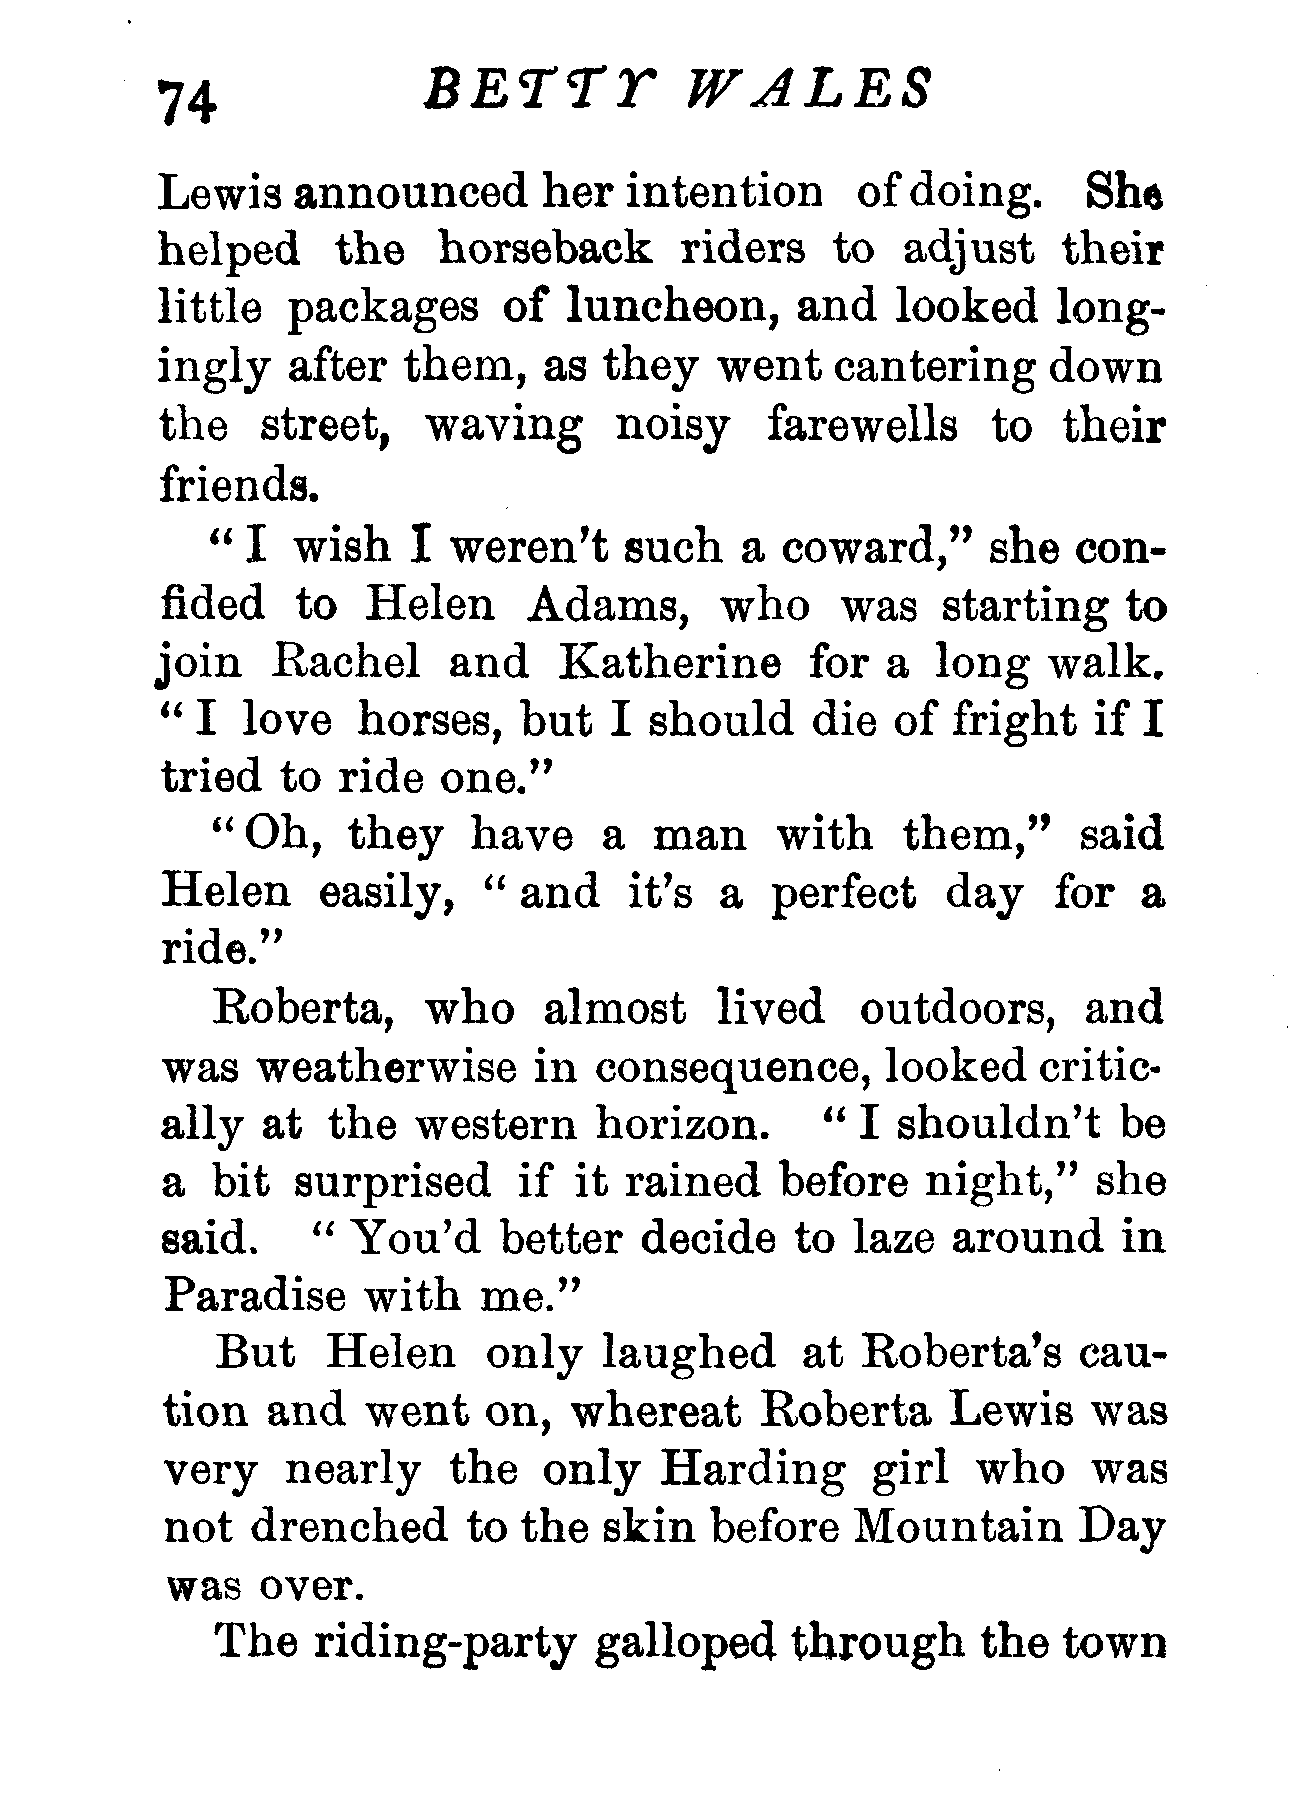 74 BETTY WALES
Lewis announced her intention of doing. She
helped the horseback riders to adjust their
little packages of luncheon, and looked long-
ingly after them, as they went cantering down
the street, waving noisy farewells to their
friends.
“ I wish I weren’t such a coward,” she con-
fided to Helen Adams, who was starting to
join Rachel and Katherine for a long walk.
“ I love horses, but I should die of fright if I
tried to ride one.”
“ Oh, they have a man with them,” said
Helen easily, “ and it’s a perfect day for a
ride.”
Roberta, who almost lived outdoors, and
was weatherwise in consequence, looked critic-
ally at the western horizon. “ I shouldn’t be
a bit surprised if it rained before night,” she
said. “ You’d better decide to laze around in
Paradise with me.”
But Helen only laughed at Roberta’s cau-
tion and went on, whereat Roberta Lewis was
very nearly the only Harding girl who was
not drenched to the skin before Mountain Day
was over.
The riding-party galloped through the town